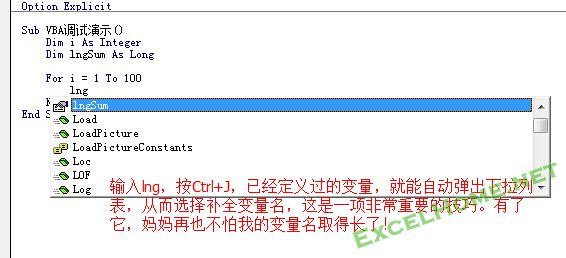 Option Explicit
Sub VBA调试演示()
Dim i As Integer
Dim lngSum As Long
For i = 1 To 100
lng
lngSum
Load
End S
LoadPicture
LoadPictureConstants
Loc
LOF
Log
输入lng，按Ctrl+J，已经定义过的变量，就能自动弹出下拉列
表，从而选择补全变量名，这是一项非常重要的技巧。有了
它，妈妈再也不怕我的变量名取得长了!
EXCELHOME.NET